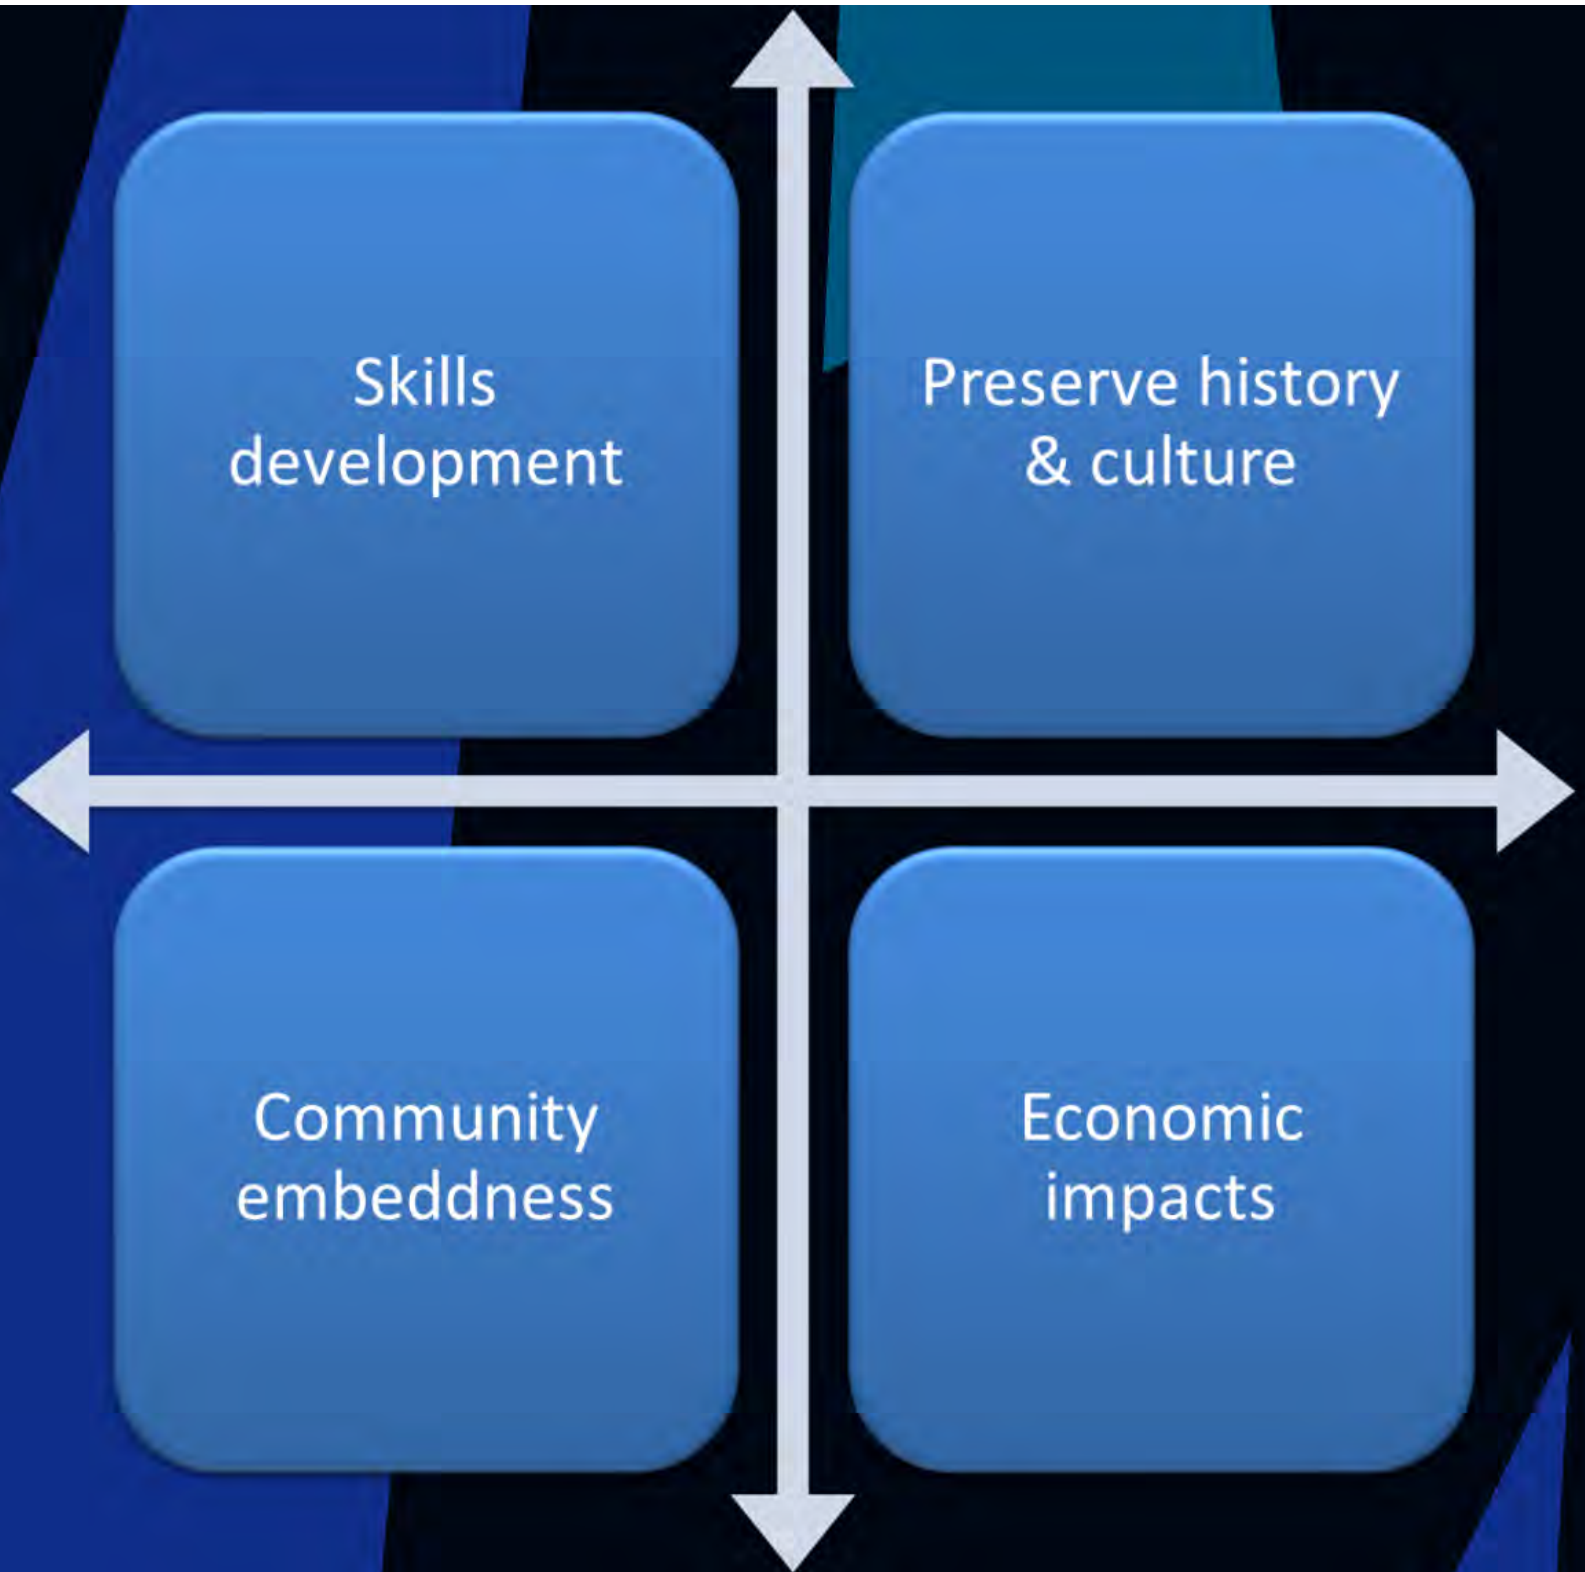 Skills
development
Preserve history
& culture
Community
embeddness
Economic
impacts